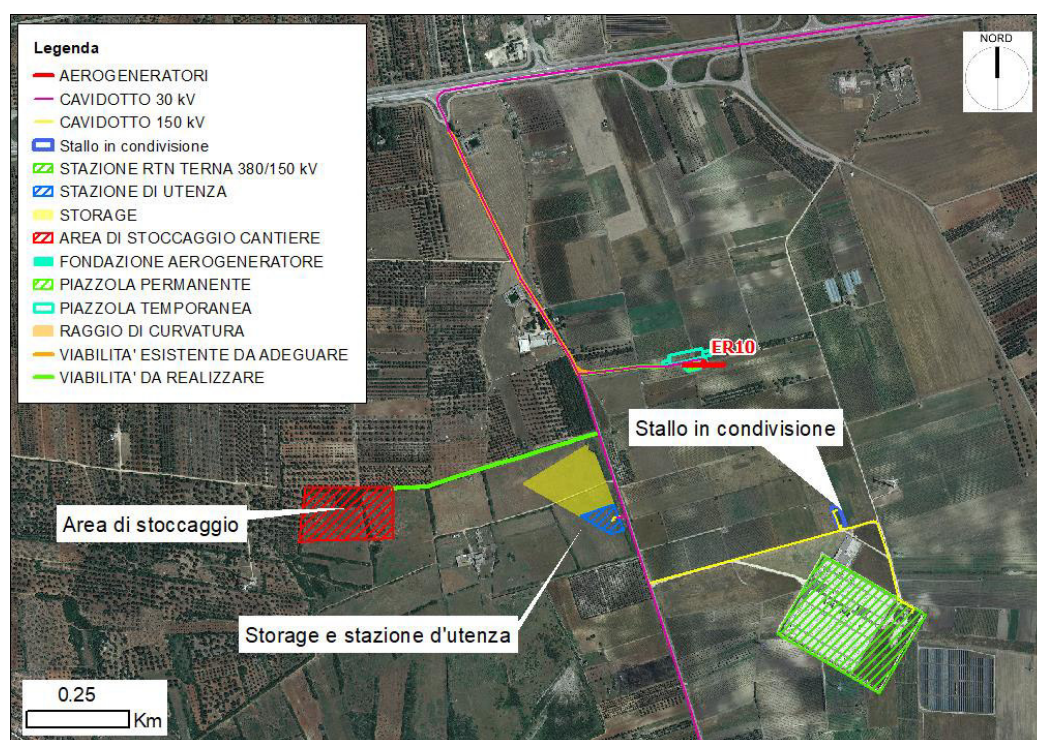 Legenda
AEROGENERATORI
CAVIDOTTO 30 kV
CAVIDOTTO 150 kV
Stallo in condivisione
STAZIONE RTN TERNA 380/150 kV
STAZIONE DI UTENZA
STORAGE
AREA DI STOCCAGGIO CANTIERE
FONDAZIONE AEROGENERATORE
PIAZZOLA PERMANENTE
PIAZZOLA TEMPORANEA
RAGGIO DI CURVATURA
VIABILITA' ESISTENTE DA ADEGUARE
VIABILITA' DA REALIZZARE
NORD
ER10
Stallo in condivisione
Area di stoccaggio
Storage e stazione d'utenza
0.25
Km